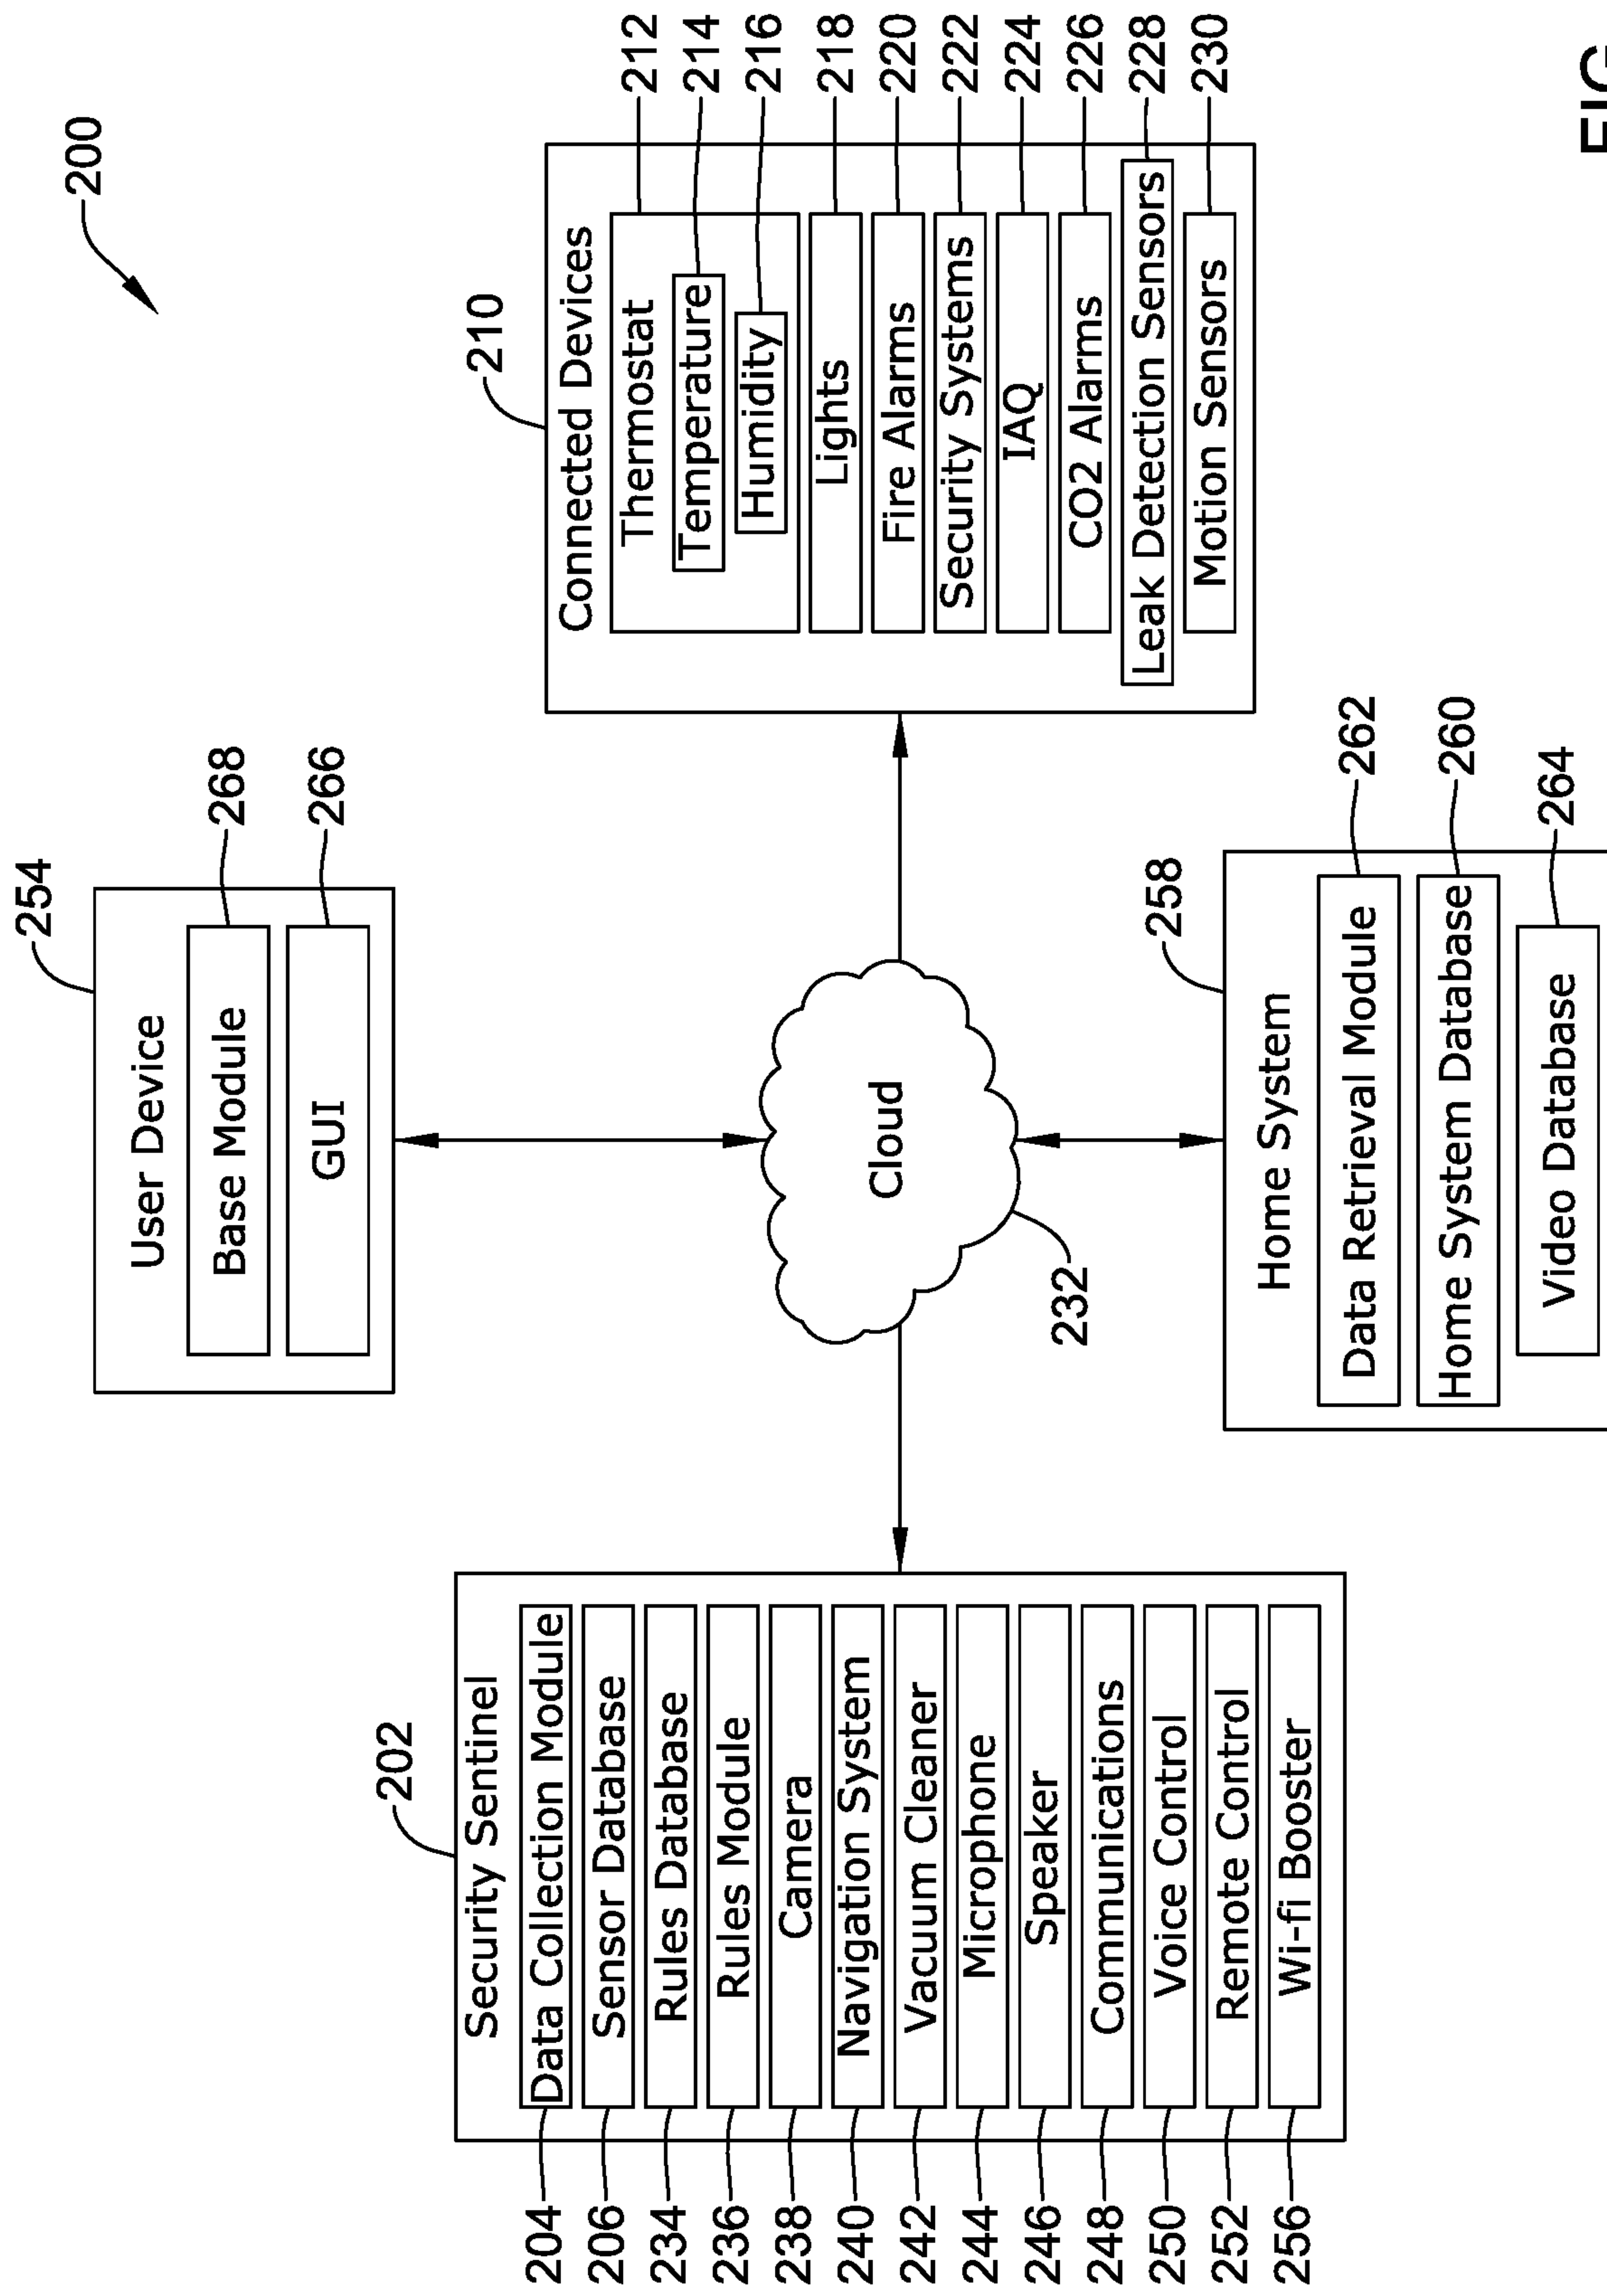 200
254
User Device
Base Module
268
GUI
266
202
Security Sentinel
204
Data Collection Module
206
Sensor Database
234
Rules Database
236
Rules Module
238
Camera
240
Navigation System
242
Vacuum Cleaner
244
Microphone
246
Speaker
248
Communications
250
Voice Control
252
Remote Control
256
Wi-fi Booster
Cloud
232
210
Connected Devices
Thermostat
212
Temperature
214
Humidity
216
Lights
218
Fire Alarms
220
Security Systems
222
IAQ
224
CO2 Alarms
226
Leak Detection Sensors
228
Motion Sensors
230
258
Home System
Data Retrieval Module
262
Home System Database
260
Video Database
264
FIG